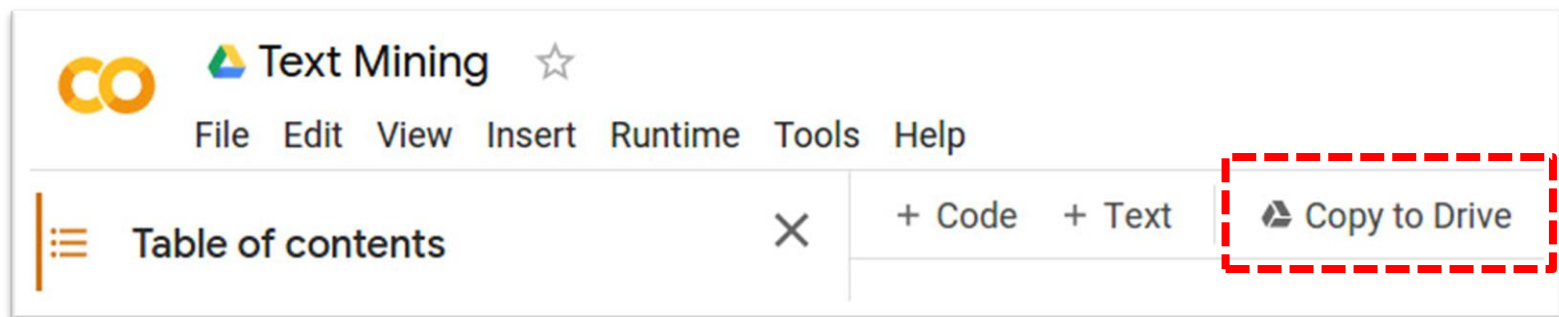 CO Text Mining
File Edit View Insert Runtime Tools Help
Table of contents
+ Code + Text Copy to Drive